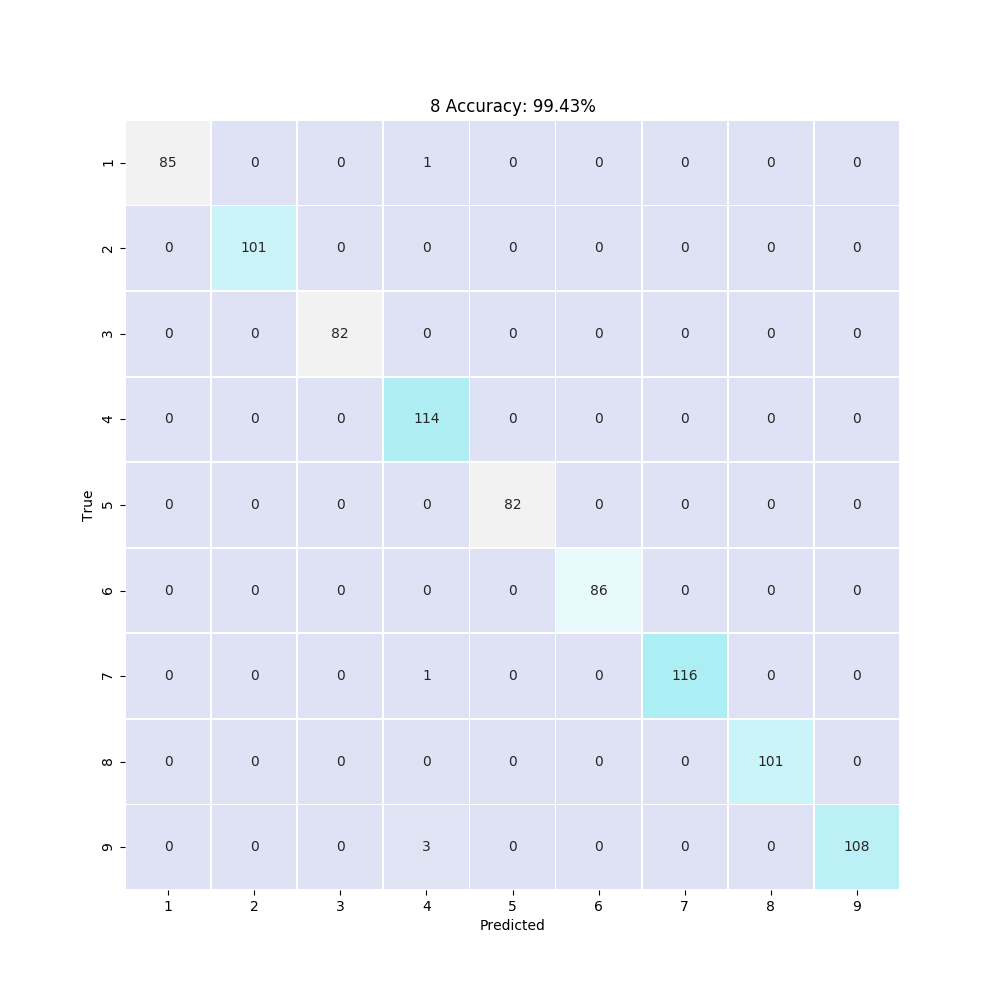 8 Accuracy: 99.43%
1 85 0 0 1 0 0 0 0 0
2 0 101 0 0 0 0 0 0 0
3 0 0 82 0 0 0 0 0 0
4 0 0 0 114 0 0 0 0 0
True
5 0 0 0 0 82 0 0 0 0
6 0 0 0 0 0 86 0 0 0
7 0 0 0 1 0 0 116 0 0
8 0 0 0 0 0 0 0 101 0
9 0 0 0 3 0 0 0 0 108
1 2 3 4 5 6 7 8 9
Predicted